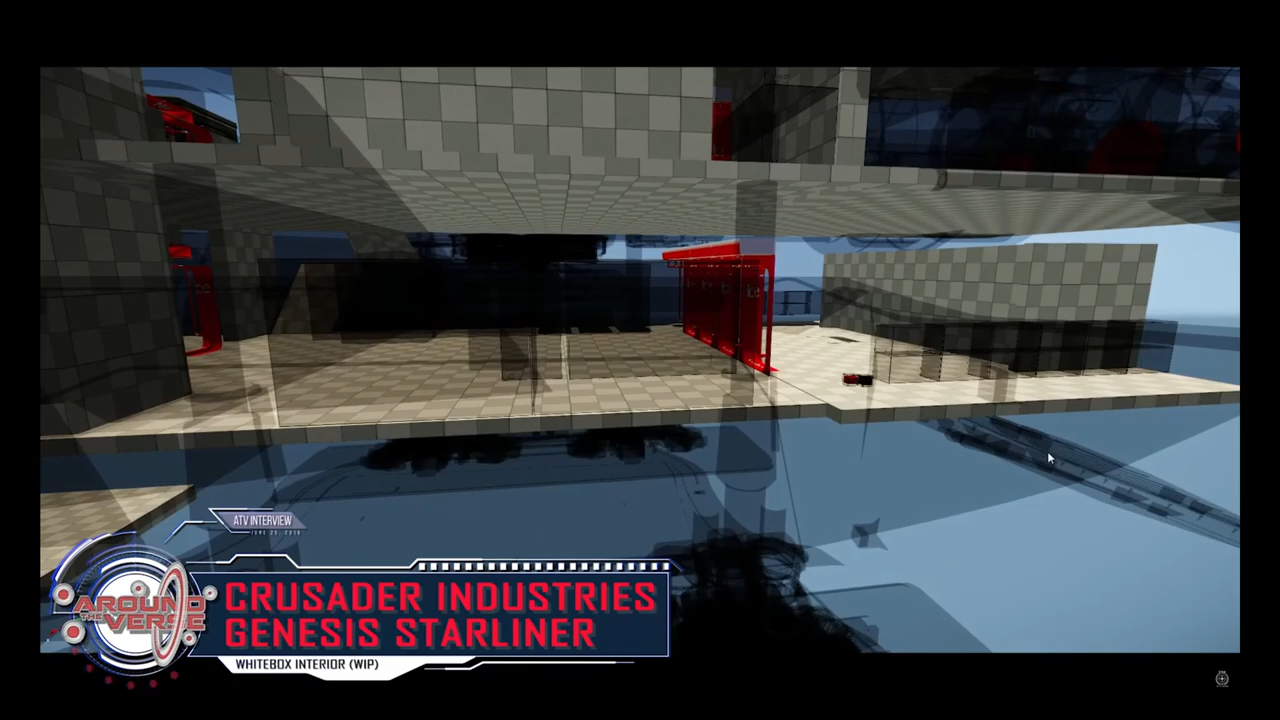 ATV INTERVIEW
CRUSADER INDUSTRIES
GENESIS STARLINER
AROUND
THE
VERSE
WHITEBOX INTERIOR (WIP)